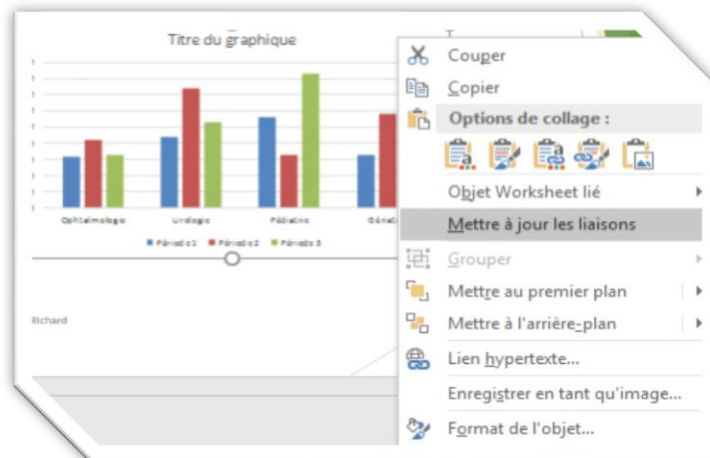 Titre du graphique
Ophtalmologie Urologie Pédiatrie
Période 1 Période 2 Période 3
Richard
Couper
Copier
Options de collage :
Objet Worksheet lié
Mettre à jour les liaisons
Grouper
Mettre au premier plan
Mettre à l'arrière-plan
Lien hypertexte...
Enregistrer en tant qu'image...
Format de l'objet...